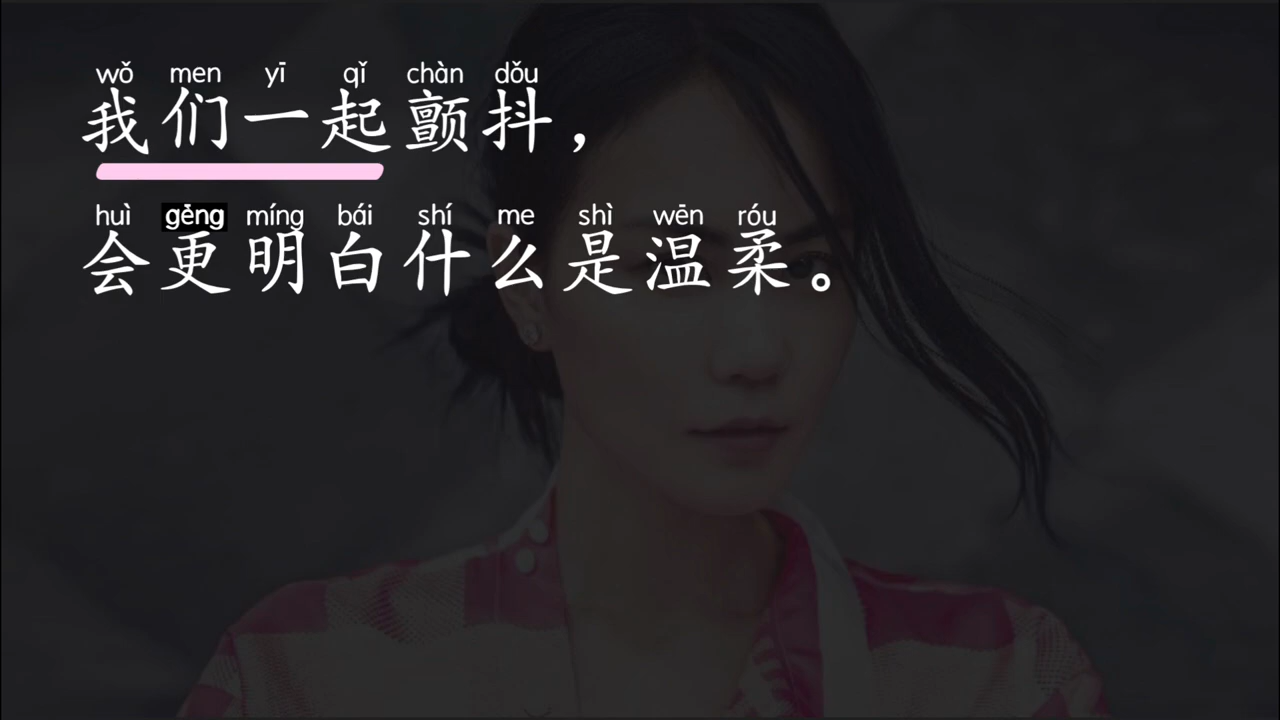 wǒ men yī qǐ chàn dǒu
我们一起颤抖，
huì gẻng míng bái shí me shì wēn róu
会更明白什么是温柔。